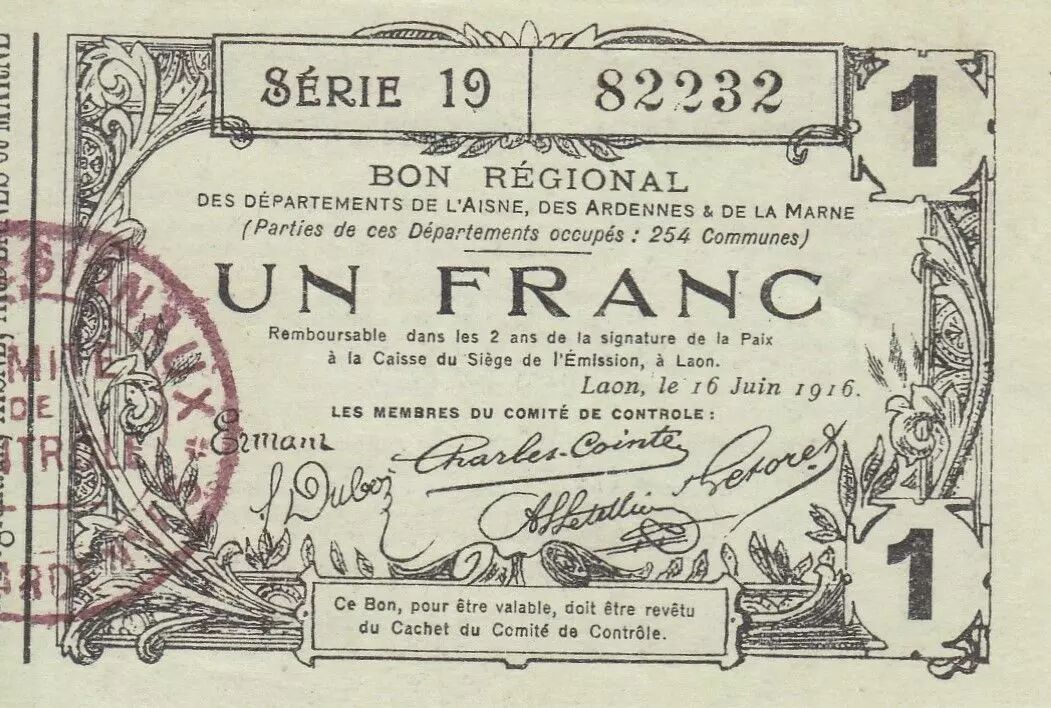 SÉRIE 19
82232
1
BON RÉGIONAL
DES DÉPARTEMENTS DE L'AISNE, DES ARDENNES & DE LA MARNE
(Parties de ces Départements occupés : 254 Communes)
UN FRANC
Remboursable dans les 2 ans de la signature de la Paix
à la Caisse du Siège de l'Émission, à Laon.
Laon, le 16 Juin 1916.
LES MEMBRES DU COMITÉ DE CONTROLE :
Ermant
Charles-Cointe
1
Ce Bon, pour être valable, doit être revêtu
du Cachet du Comité de Contrôle.
DE